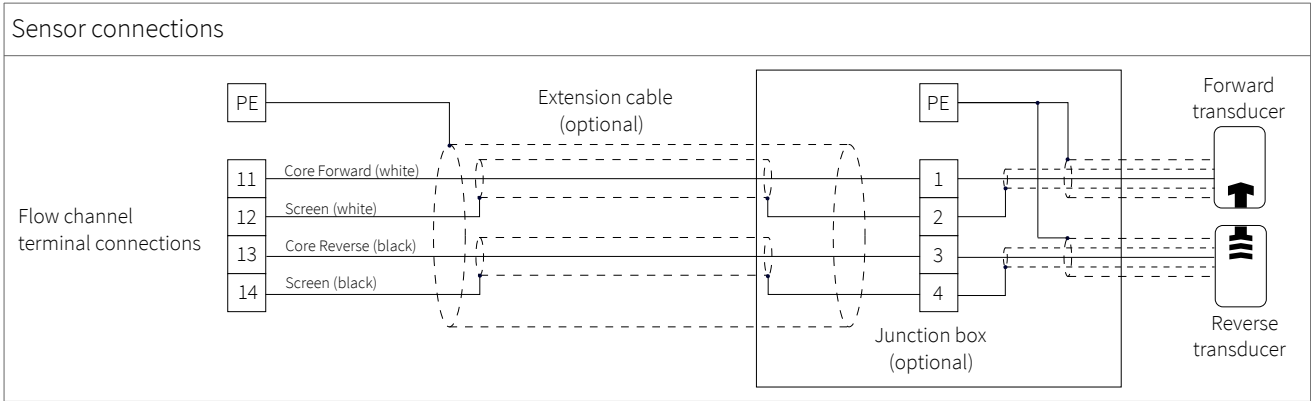 Sensor connections
PE
Extension cable
(optional)
PE
Forward
transducer
11
Core Forward (white)
1
12
Screen (white)
2
Flow channel
terminal connections
13
Core Reverse (black)
3
14
Screen (black)
4
Junction box
(optional)
Reverse
transducer